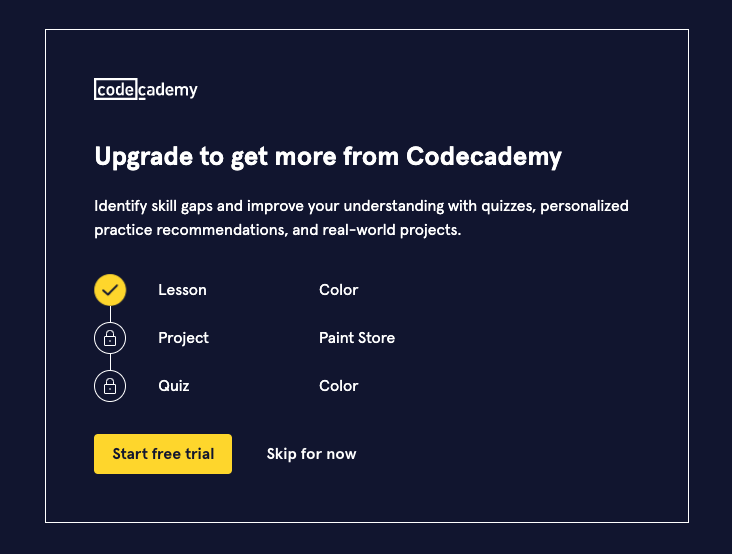 codecademy
Upgrade to get more from Codecademy
Identify skill gaps and improve your understanding with quizzes, personalized
practice recommendations, and real-world projects.
Lesson Color
Project Paint Store
Quiz Color
Start free trial Skip for now